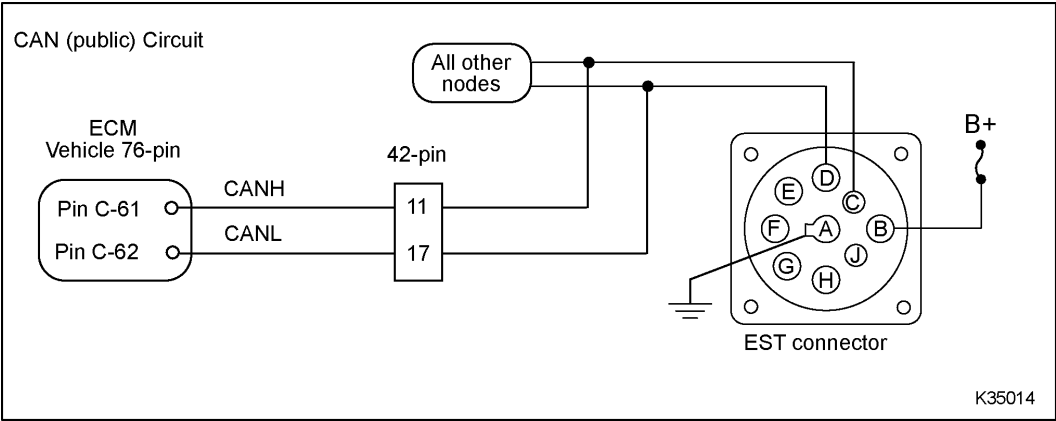 CAN (public) Circuit
All other
nodes
ECM
Vehicle 76-pin
42-pin
B+
Pin C-61
CANH
11
Pin C-62
CANL
17
D
E
C
F
A
B
G
J
H
EST connector
K35014